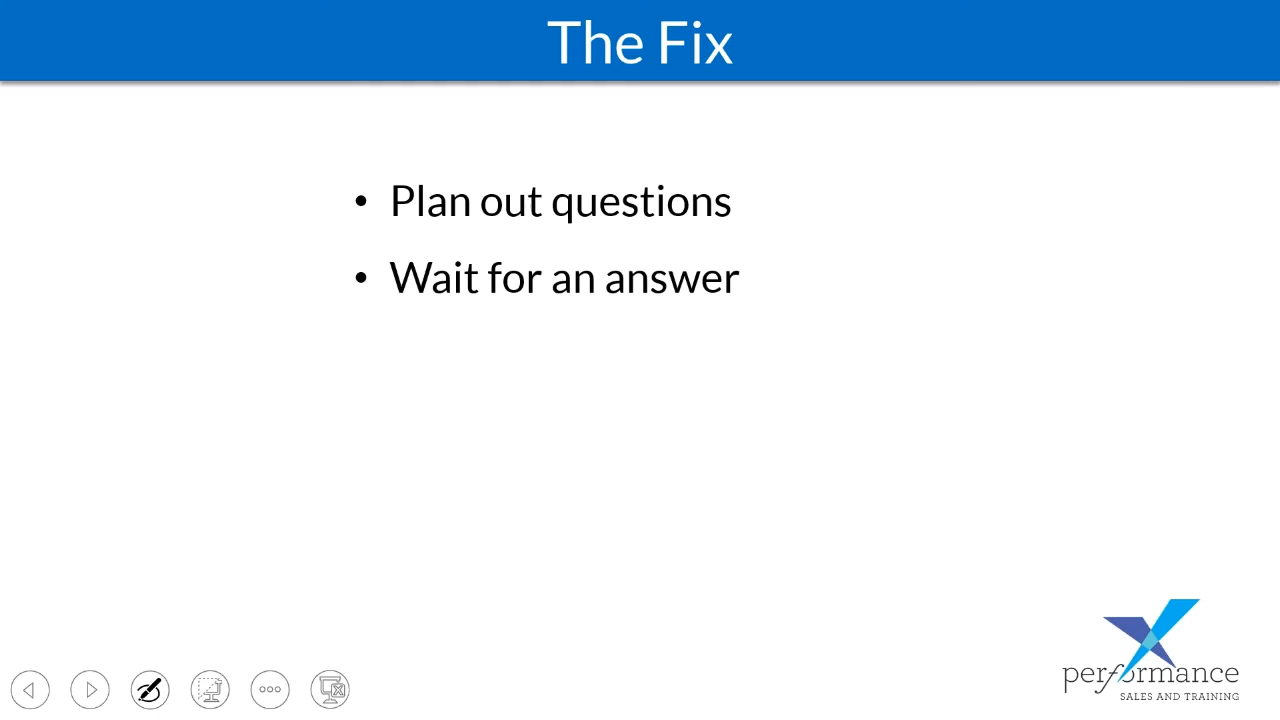 The Fix
• Plan out questions
• Wait for an answer
performance
SALES AND TRAINING